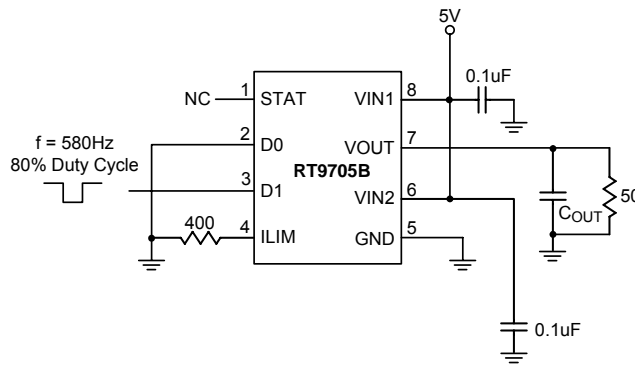 5V
0.1uF
NC
1
STAT
VIN1
8
2
D0
VOUT
7
f = 580Hz
80% Duty Cycle
RT9705B
3
D1
VIN2
6
50
COUT
400
4
ILIM
GND
5
0.1uF